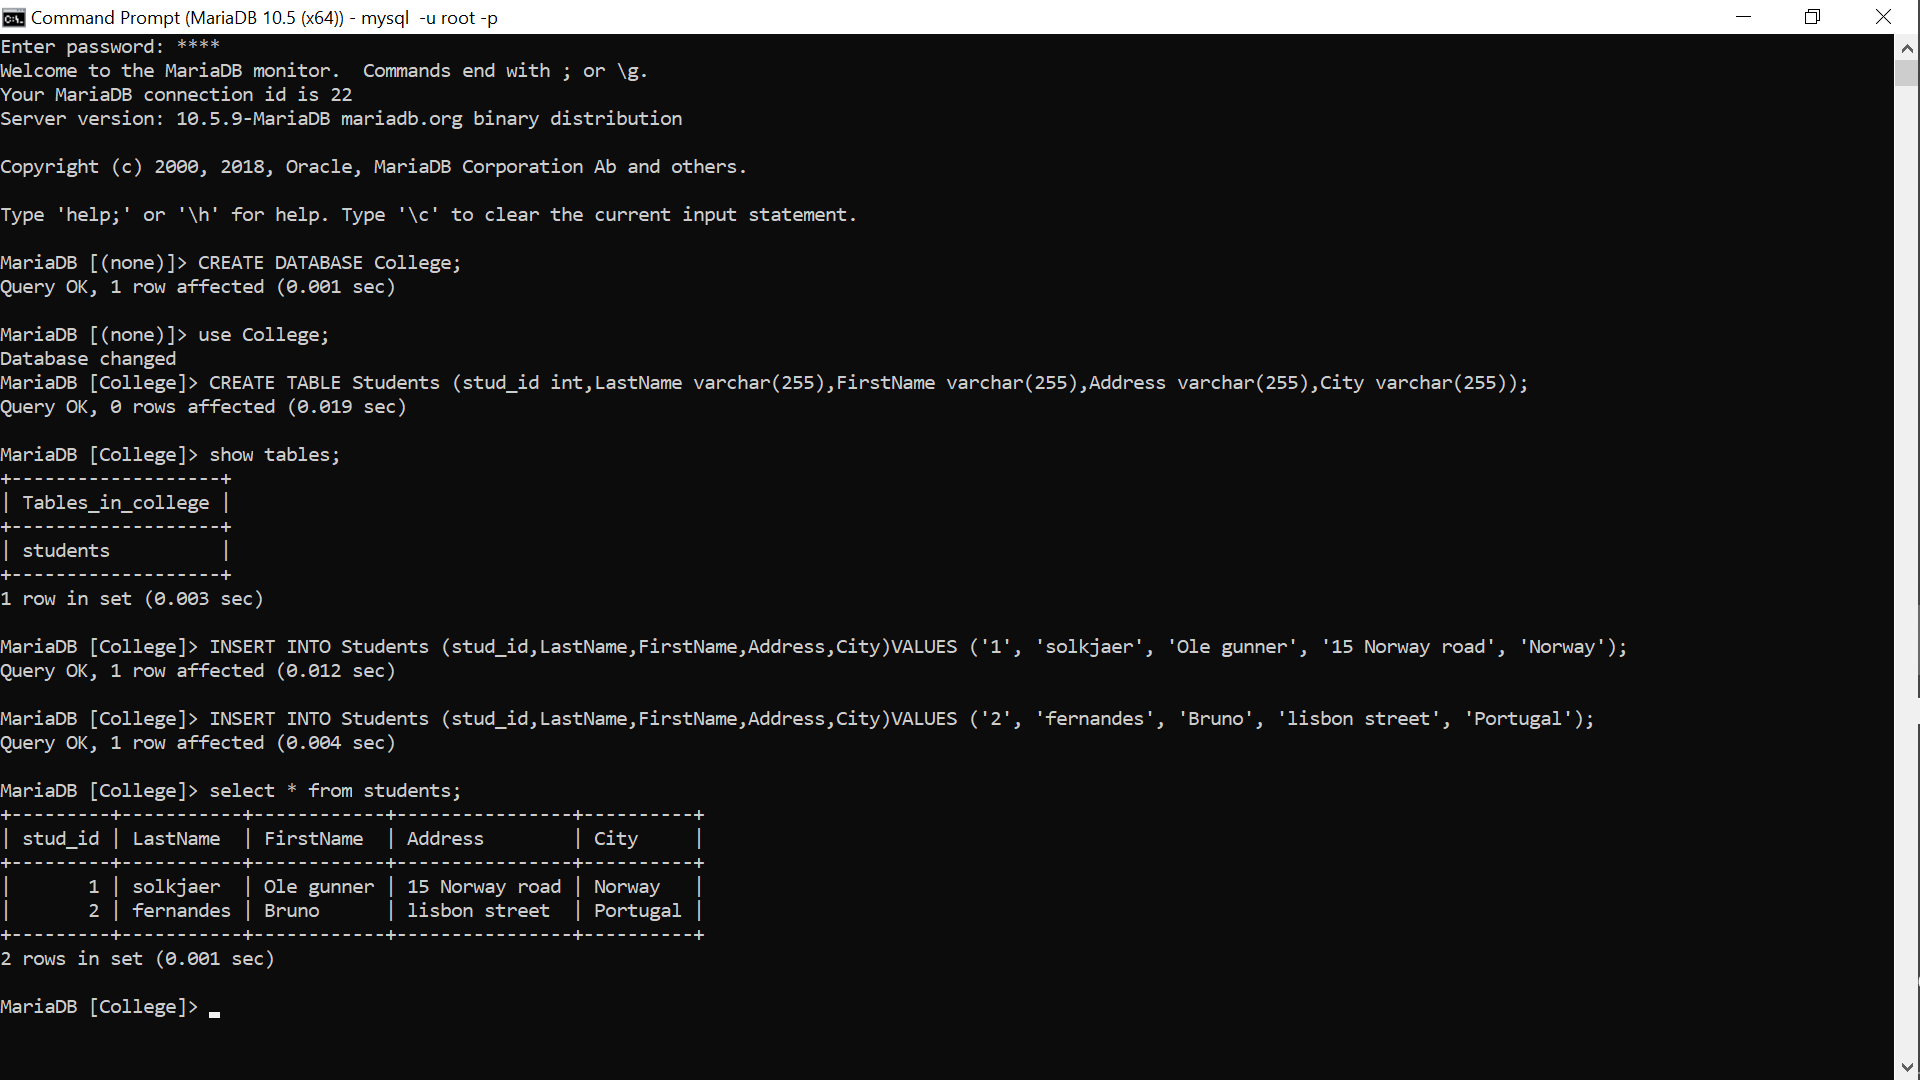 Command Prompt (MariaDB 10.5 (x64)) - mysql  -u root -p
Enter password: ****
Welcome to the MariaDB monitor.  Commands end with ; or \g.
Your MariaDB connection id is 22
Server version: 10.5.9-MariaDB mariadb.org binary distribution
Copyright (c) 2000, 2018, Oracle, MariaDB Corporation Ab and others.
Type 'help;' or '\h' for help. Type '\c' to clear the current input statement.
MariaDB [(none)]> CREATE DATABASE College;
Query OK, 1 row affected (0.001 sec)
MariaDB [(none)]> use College;
Database changed
MariaDB [College]> CREATE TABLE Students (stud_id int,LastName varchar(255),FirstName varchar(255),Address varchar(255),City varchar(255));
Query OK, 0 rows affected (0.019 sec)
MariaDB [College]> show tables;
+-------------------+
| Tables_in_college |
+-------------------+
| students          |
+-------------------+
1 row in set (0.003 sec)
MariaDB [College]> INSERT INTO Students (stud_id,LastName,FirstName,Address,City)VALUES ('1', 'solkjaer', 'Ole gunner', '15 Norway road', 'Norway');
Query OK, 1 row affected (0.012 sec)
MariaDB [College]> INSERT INTO Students (stud_id,LastName,FirstName,Address,City)VALUES ('2', 'fernandes', 'Bruno', 'lisbon street', 'Portugal');
Query OK, 1 row affected (0.004 sec)
MariaDB [College]> select * from students;
+---------+-----------+------------+----------------+----------+
| stud_id | LastName  | FirstName  | Address        | City     |
+---------+-----------+------------+----------------+----------+
|       1 | solkjaer  | Ole gunner | 15 Norway road | Norway   |
|       2 | fernandes | Bruno      | lisbon street  | Portugal |
+---------+-----------+------------+----------------+----------+
2 rows in set (0.001 sec)
MariaDB [College]> _